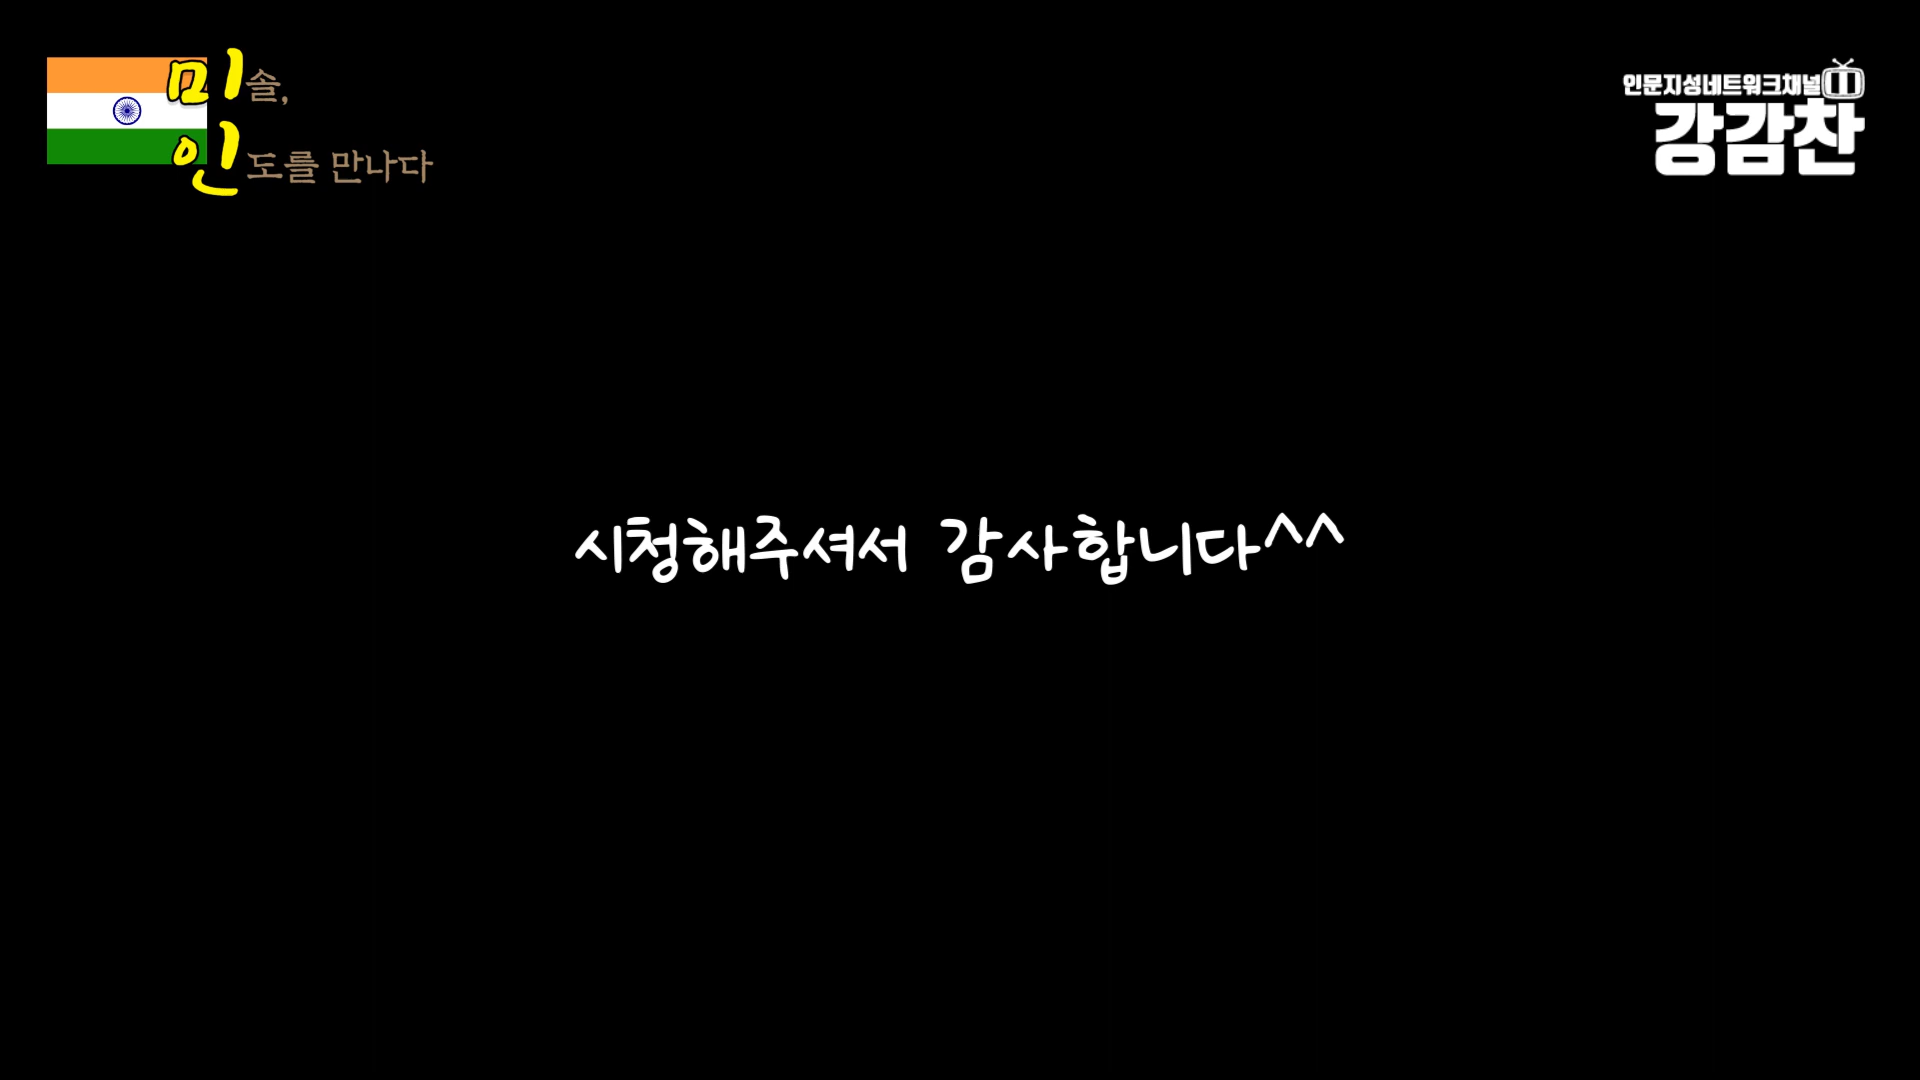 미솔,
인도를 만나다
인문지성네트워크채널
강감찬
시청해주셔서 감사합니다^^